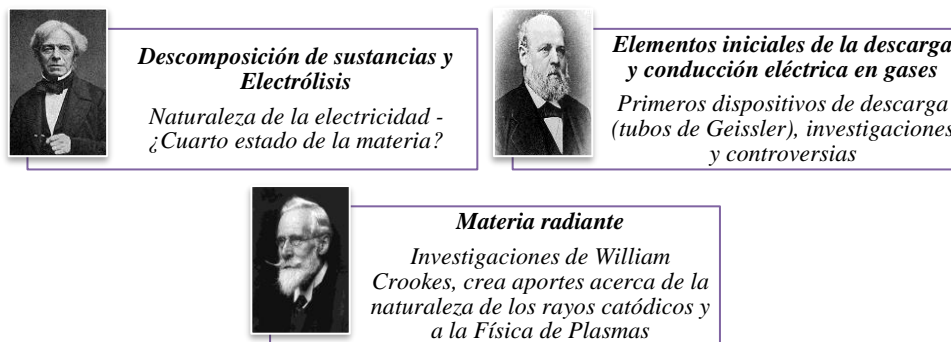 Descomposición de sustancias y
Electrólisis
Naturaleza de la electricidad -
¿Cuarto estado de la materia?
Elementos iniciales de la descarga
y conducción eléctrica en gases
Primeros dispositivos de descarga
(tubos de Geissler), investigaciones
y controversias
Materia radiante
Investigaciones de William
Crookes, crea aportes acerca de la
naturaleza de los rayos catódicos y
a la Física de Plasmas